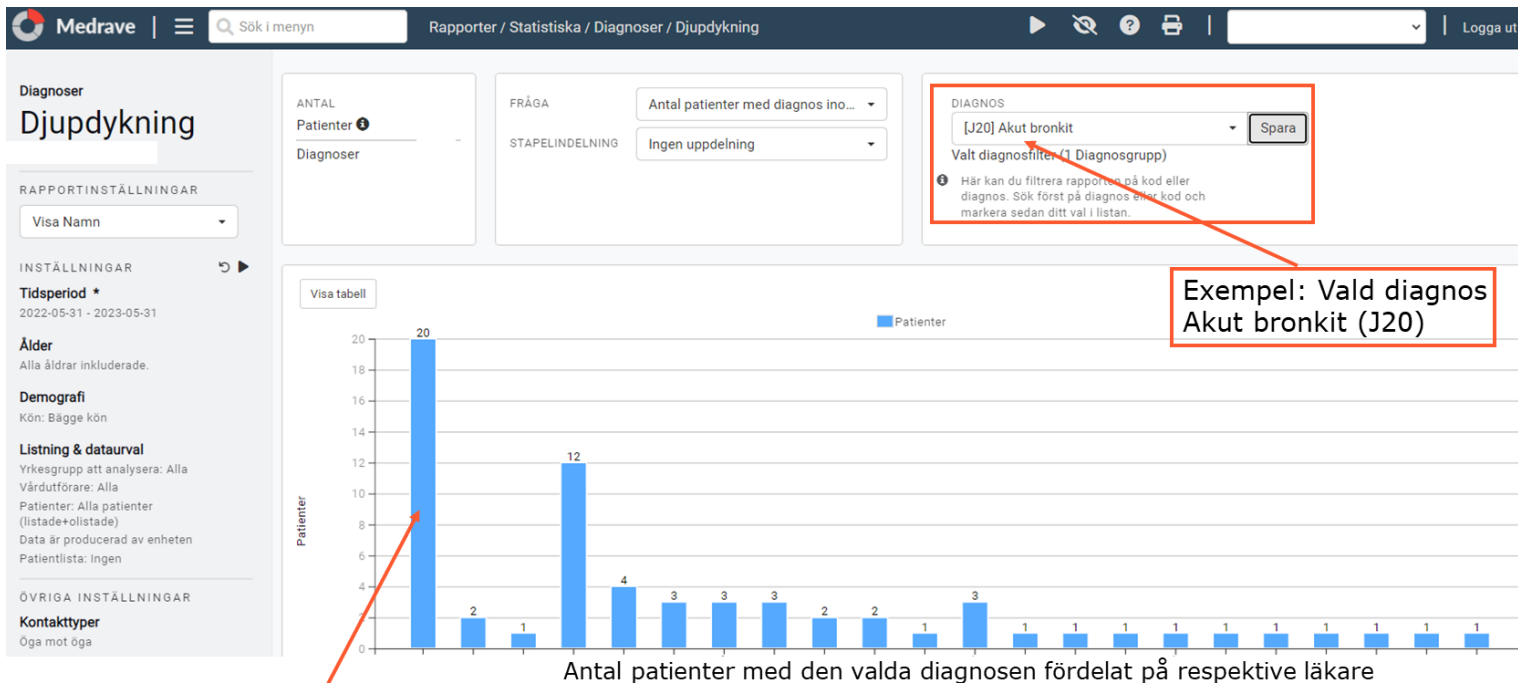 Medrave
Sök i menyn
Rapporter / Statistiska / Diagnoser / Djupdykning
Logga ut
Diagnoser
Djupdykning
RAPPORTINSTÄLLNINGAR
Visa Namn
INSTÄLLNINGAR
Tidsperiod *
2022-05-31 - 2023-05-31
Ålder
Alla åldrar inkluderade.
Demografi
Kön: Bägge kön
Listning & dataurval
Yrkesgrupp att analysera: Alla
Vårdutförare: Alla
Patienter: Alla patienter
(listade+olistade)
Data är producerad av enheten
Patientlista: Ingen
ÖVRIGA INSTÄLLNINGAR
Kontakttyper
Öga mot öga
ANTAL
Patienter
-
Diagnoser
FRÅGA
Antal patienter med diagnos ino...
STAPELINDELNING
Ingen uppdelning
DIAGNOS
[J20] Akut bronkit
Spara
Valt diagnosfilter (1 Diagnosgrupp)
Här kan du filtrera rapporten på kod eller
diagnos. Sök först på diagnos eller kod och
markera sedan ditt val i listan.
Exempel: Vald diagnos
Akut bronkit (J20)
Visa tabell
Patienter
Patienter
20
18
16
14
12
10
8
6
4
2
0
20
2
1
12
4
3
3
3
2
2
1
3
1
1
1
1
1
1
1
1
1
1
Antal patienter med den valda diagnosen fördelat på respektive läkare